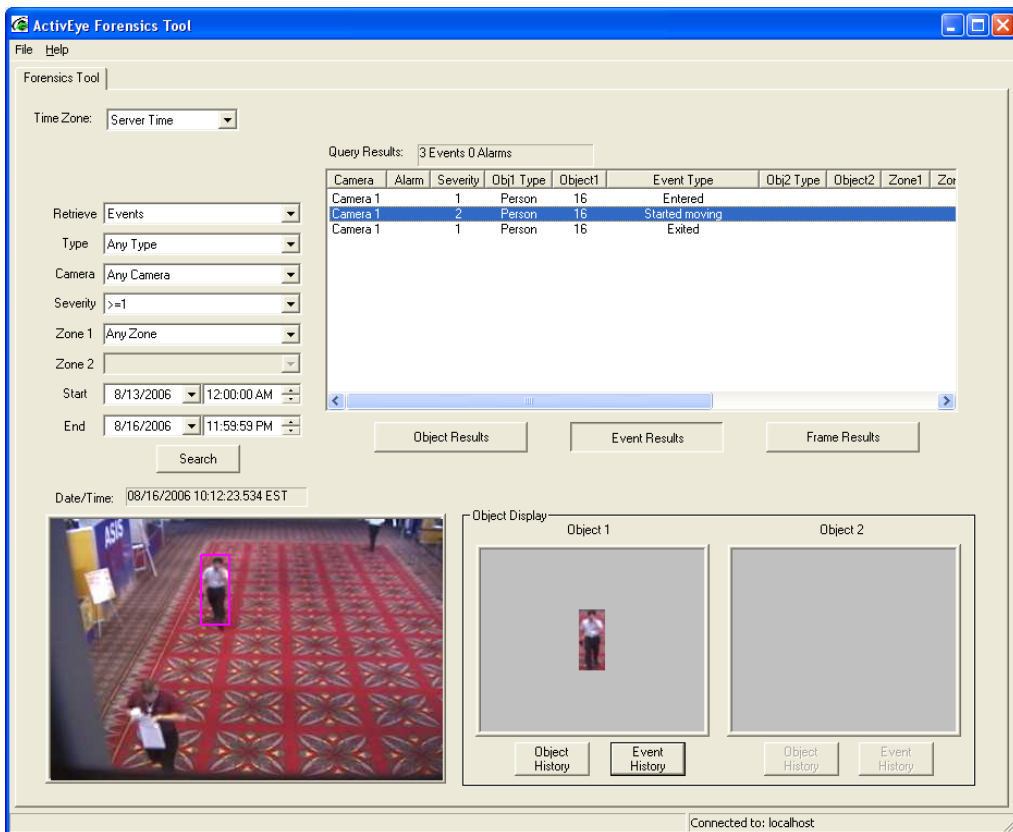 ActivEye Forensics Tool
File Help
Forensics Tool
Time Zone: Server Time
Query Results: 3 Events 0 Alarms
Camera Alarm Severity Obj1 Type Object1 Event Type Obj2 Type Object2 Zone1 Zor
Camera 1 1 Person 16 Entered
Camera 1 2 Person 16 Started moving
Camera 1 1 Person 16 Exited
Retrieve Events
Type Any Type
Camera Any Camera
Severity >=1
Zone 1 Any Zone
Zone 2
Start 8/13/2006 12:00:00 AM
End 8/16/2006 11:59:59 PM
Search
Object Results Event Results Frame Results
Date/Time: 08/16/2006 10:12:23.534 EST
ASIS
Object Display
Object 1 Object 2
Object History Event History Object History Event History
Connected to: localhost